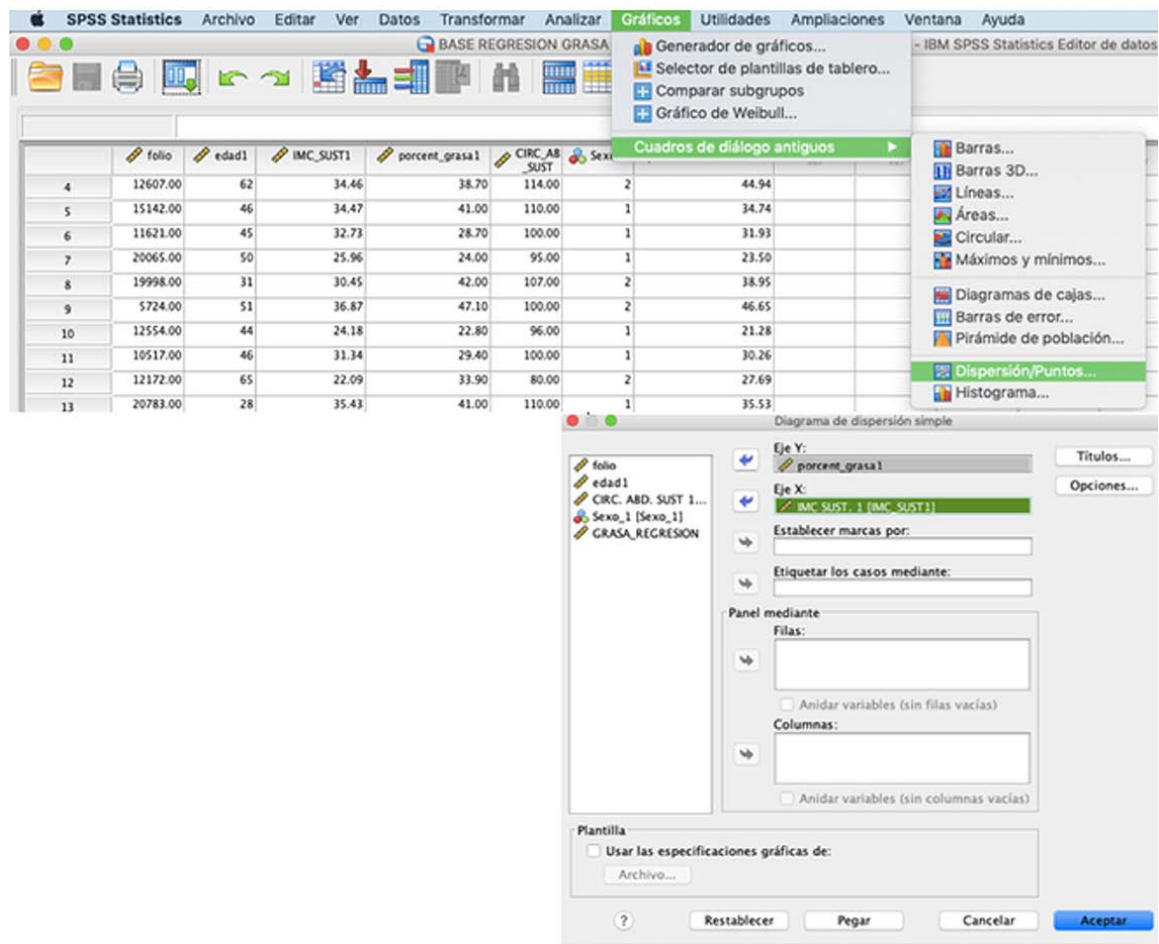 SPSS Statistics Archivo Editar Ver Datos Transformar Analizar Gráficos Utilidades Ampliaciones Ventana Ayuda
BASE REGRESION GRASA - IBM SPSS Statistics Editor de datos
Generador de gráficos...
Selector de plantillas de tablero...
Comparar subgrupos
Gráfico de Weibull...
Cuadros de diálogo antiguos
Barras...
Barras 3D...
Líneas...
Áreas...
Circular...
Máximos y mínimos...
Diagramas de cajas...
Barras de error...
Pirámide de población...
Dispersión/Puntos...
Histograma...
folio edad1 IMC_SUST1 porcent_grasa1 CIRC_AB_SUST Sex
4 12607.00 62 34.46 38.70 114.00 2 44.94
5 15142.00 46 34.47 41.00 110.00 1 34.74
6 11621.00 45 32.73 28.70 100.00 1 31.93
7 20065.00 50 25.96 24.00 95.00 1 23.50
8 19998.00 31 30.45 42.00 107.00 2 38.95
9 5724.00 51 36.87 47.10 100.00 2 46.65
10 12554.00 44 24.18 22.80 96.00 1 21.28
11 10517.00 46 31.34 29.40 100.00 1 30.26
12 12172.00 65 22.09 33.90 80.00 2 27.69
13 20783.00 28 35.43 41.00 110.00 1 35.53
Diagrama de dispersión simple
folio
edad1
CIRC. ABD. SUST 1...
Sexo_1 [Sexo_1]
GRASA_REGRESION
Eje Y:
porcent_grasa1
Eje X:
IMC SUST. 1 [IMC_SUST1]
Establecer marcas por:
Etiquetar los casos mediante:
Panel mediante
Filas:
Anidar variables (sin filas vacías)
Columnas:
Anidar variables (sin columnas vacías)
Títulos...
Opciones...
Plantilla
Usar las especificaciones gráficas de:
Archivo...
? Restablecer Pegar Cancelar Aceptar